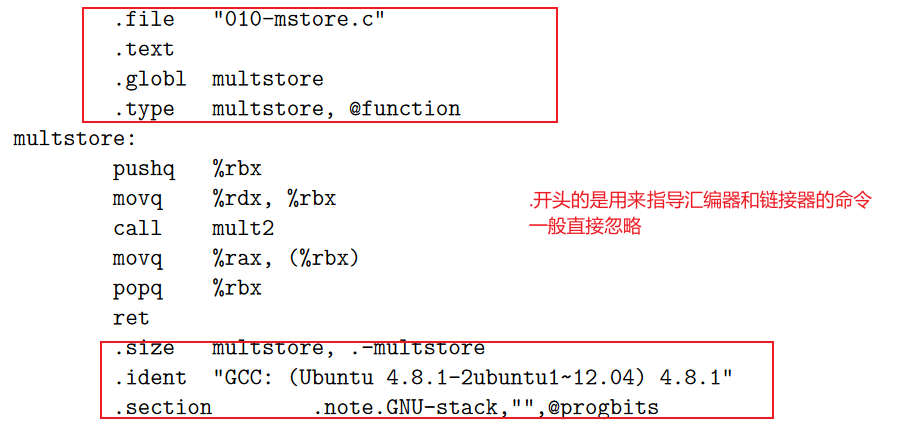 .file "010-mstore.c"
.text
.globl multstore
.type multstore, @function
multstore:
pushq %rbx
movq %rdx, %rbx
call mult2
movq %rax, (%rbx)
popq %rbx
ret
.size multstore, .-multstore
.ident "GCC: (Ubuntu 4.8.1-2ubuntu1~12.04) 4.8.1"
.section .note.GNU-stack,"",@progbits
.开头的是用来指导汇编器和链接器的命令
一般直接忽略